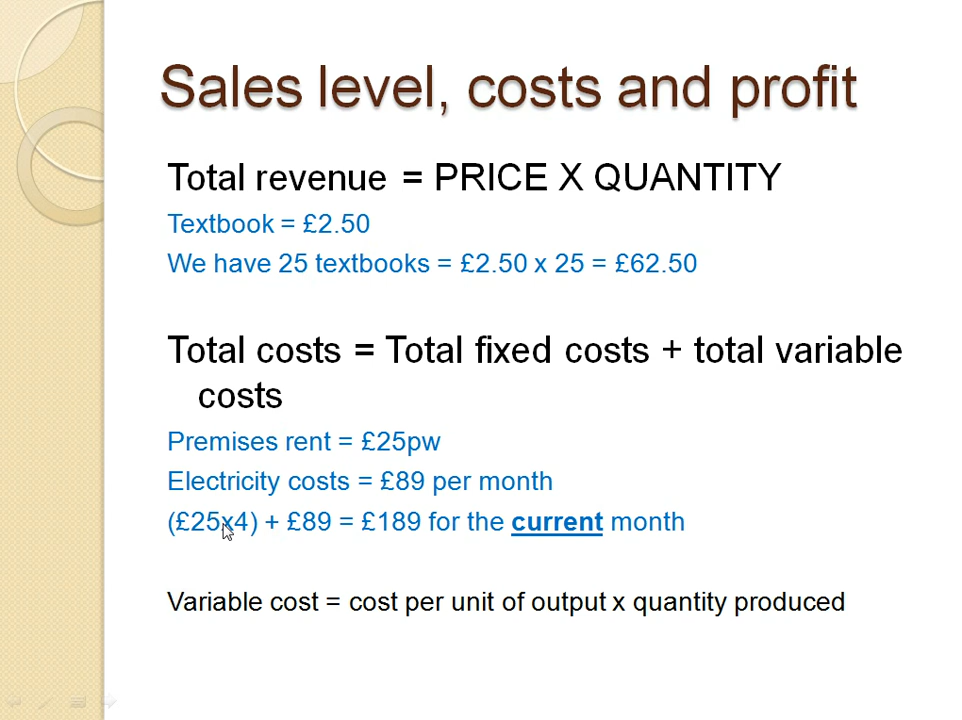 Sales level, costs and profit
Total revenue = PRICE X QUANTITY
Textbook = £2.50
We have 25 textbooks = £2.50 x 25 = £62.50
Total costs = Total fixed costs + total variable
costs
Premises rent = £25pw
Electricity costs = £89 per month
(£25x4) + £89 = £189 for the current month
Variable cost = cost per unit of output x quantity produced